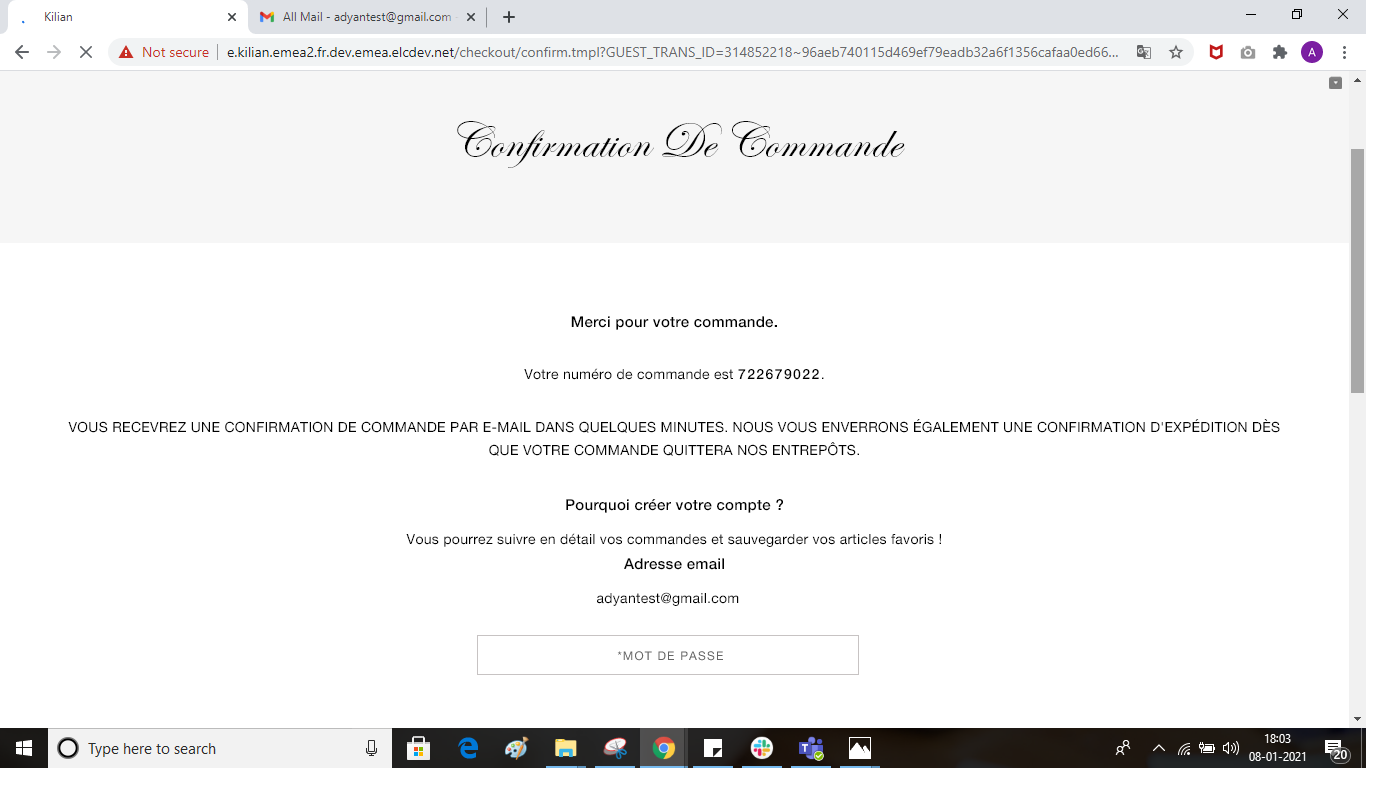 Kilian
All Mail - adyantest@gmail.com
Not secure
e.kilian.emea2.fr.dev.emea.elcdev.net/checkout/confirm.tmpl?GUEST_TRANS_ID=314852218~96aeb740115d469ef79eadb32a6f1356cafaa0ed66...
A
Confirmation De Commande
Merci pour votre commande.
Votre numéro de commande est 722679022.
VOUS RECEVREZ UNE CONFIRMATION DE COMMANDE PAR E-MAIL DANS QUELQUES MINUTES. NOUS VOUS ENVERRONS ÉGALEMENT UNE CONFIRMATION D'EXPÉDITION DÈS
QUE VOTRE COMMANDE QUITTERA NOS ENTREPÔTS.
Pourquoi créer votre compte ?
Vous pourrez suivre en détail vos commandes et sauvegarder vos articles favoris !
Adresse email
adyantest@gmail.com
*MOT DE PASSE
Type here to search
18:03
08-01-2021
20